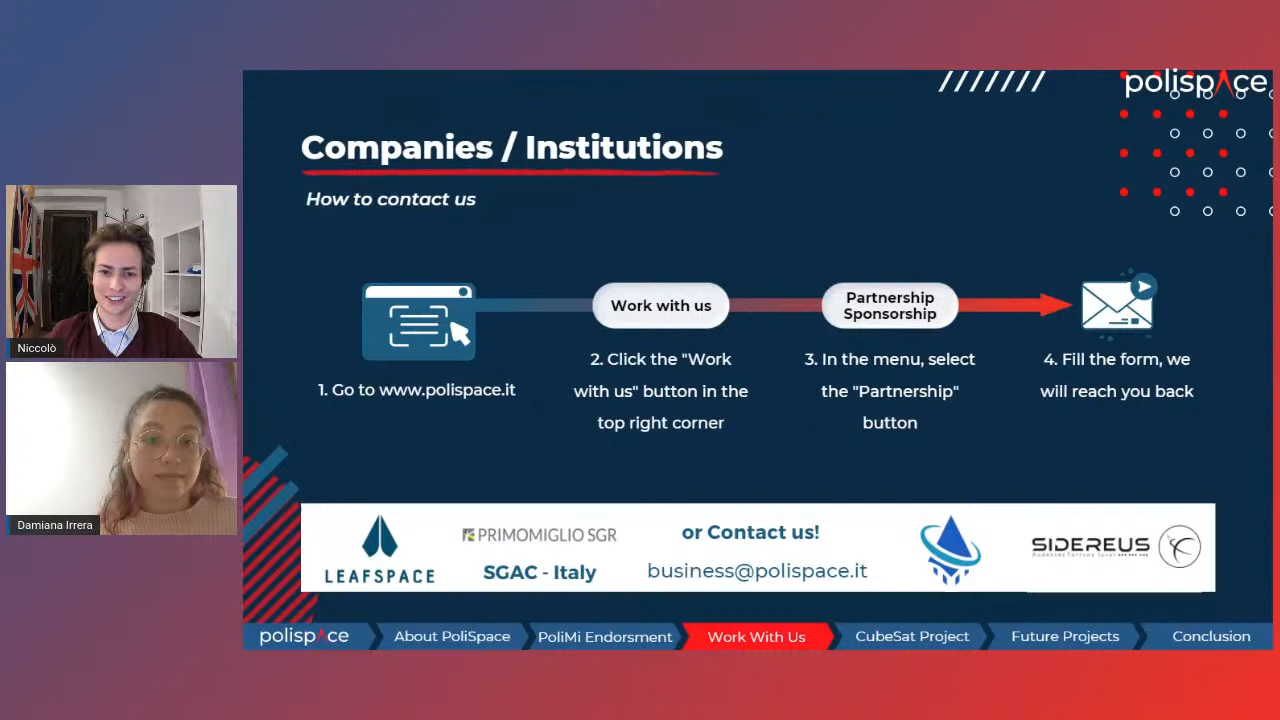 polispace
Companies / Institutions
How to contact us
Work with us
Partnership
Sponsorship
1. Go to www.polispace.it
2. Click the "Work
with us" button in the
top right corner
3. In the menu, select
the "Partnership"
button
4. Fill the form, we
will reach you back
Niccolò
Damiana Irrera
LEAFSPACE
PRIMOMIGLIO SGR
SGAC - Italy
or Contact us!
business@polispace.it
SIDEREUS
polispace
About PoliSpace
PoliMi Endorsment
Work With Us
CubeSat Project
Future Projects
Conclusion